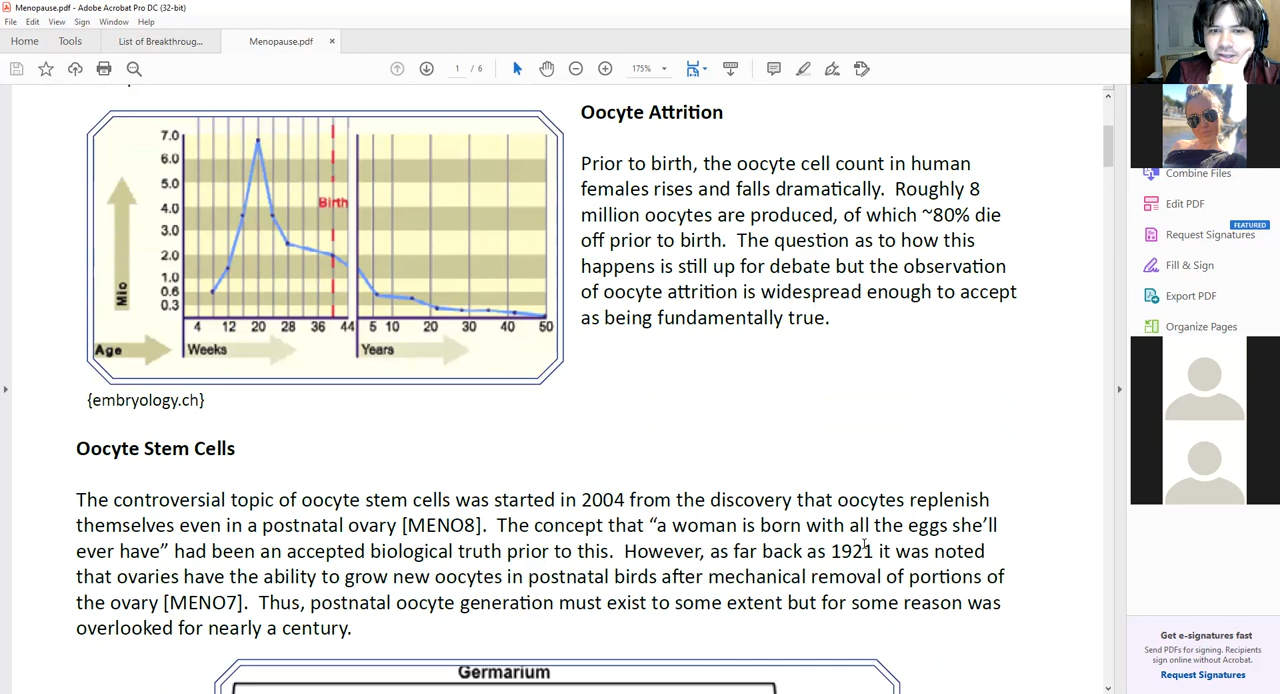 Menopause.pdf - Adobe Acrobat Pro DC (32-bit)
File Edit View Sign Window Help
Home Tools List of Breakthroug... Menopause.pdf ×
1 / 6 175%
Oocyte Attrition
Prior to birth, the oocyte cell count in human
females rises and falls dramatically. Roughly 8
million oocytes are produced, of which ~80% die
off prior to birth. The question as to how this
happens is still up for debate but the observation
of oocyte attrition is widespread enough to accept
as being fundamentally true.
7.0
6.0
5.0
4.0
3.0
2.0
1.0
0.6
0.3
Mio
Birth
4 12 20 28 36 44 5 10 20 30 40 50
Age Weeks Years
{embryology.ch}
Oocyte Stem Cells
The controversial topic of oocyte stem cells was started in 2004 from the discovery that oocytes replenish
themselves even in a postnatal ovary [MENO8]. The concept that “a woman is born with all the eggs she’ll
ever have” had been an accepted biological truth prior to this. However, as far back as 1921 it was noted
that ovaries have the ability to grow new oocytes in postnatal birds after mechanical removal of portions of
the ovary [MENO7]. Thus, postnatal oocyte generation must exist to some extent but for some reason was
overlooked for nearly a century.
Germarium
Combine Files
Edit PDF
FEATURED
Request Signatures
Fill & Sign
Export PDF
Organize Pages
Get e-signatures fast
Send PDFs for signing. Recipients
sign online without Acrobat.
Request Signatures